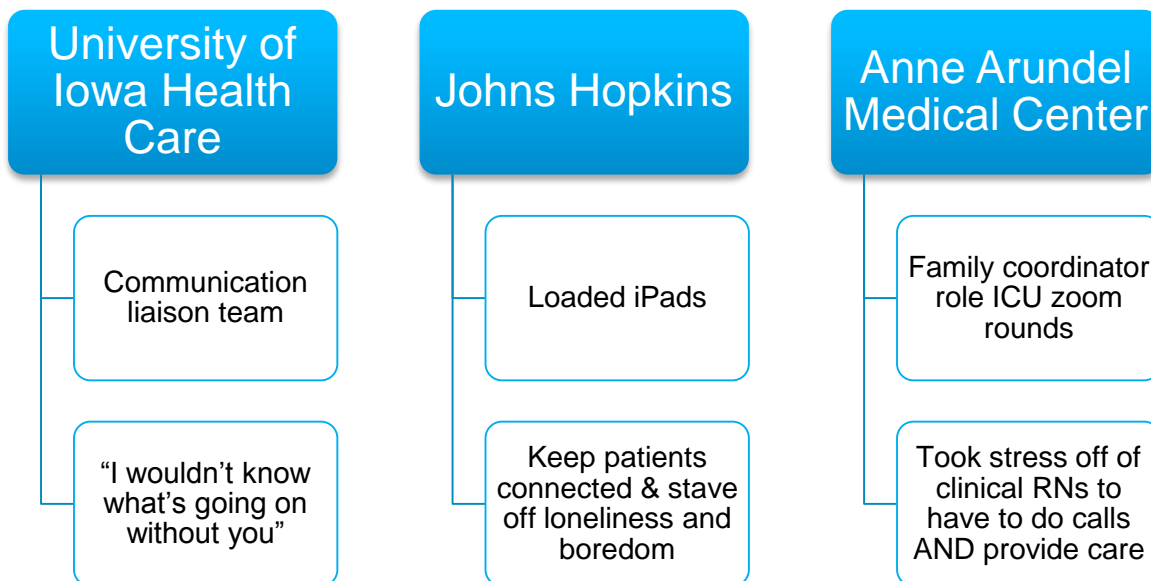 University of
Iowa Health
Care
Communication
liaison team
“I wouldn’t know
what’s going on
without you”
Johns Hopkins
Loaded iPads
Keep patients
connected & stave
off loneliness and
boredom
Anne Arundel
Medical Center
Family coordinator
role ICU zoom
rounds
Took stress off of
clinical RNs to
have to do calls
AND provide care